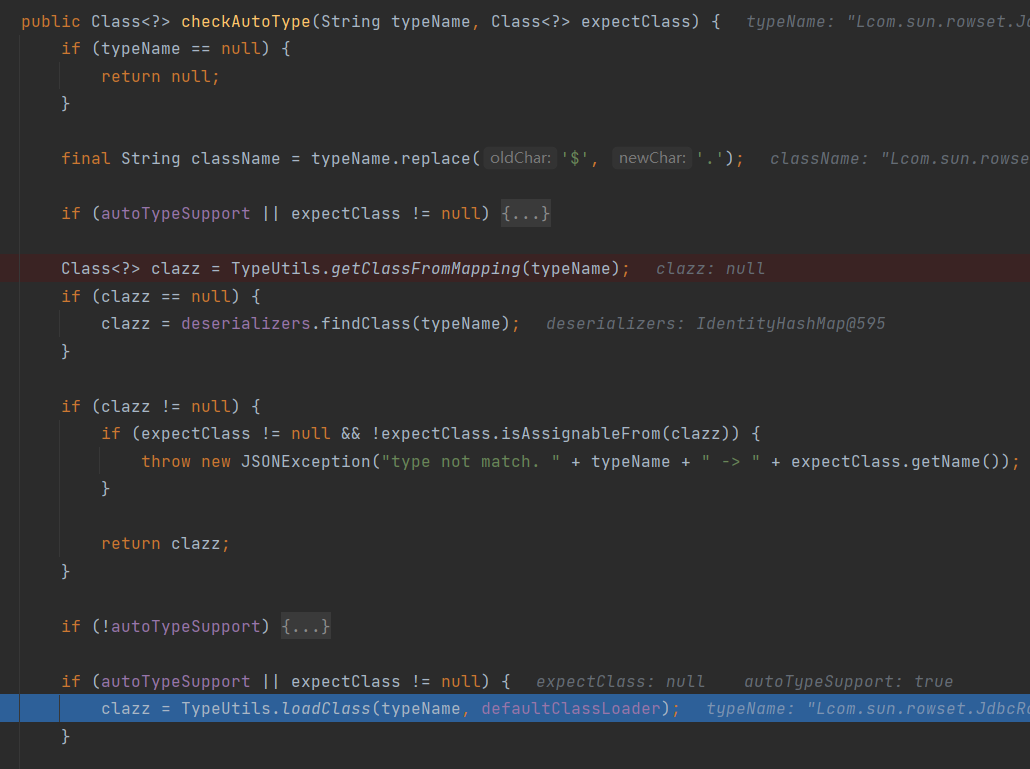 public Class<?> checkAutoType(String typeName, Class<?> expectClass) {  typeName: "Lcom.sun.rowset.Jd
if (typeName == null) {
return null;
}
final String className = typeName.replace( oldChar: '$', newChar: '.');  className: "Lcom.sun.rowse
if (autoTypeSupport || expectClass != null) {...}
Class<?> clazz = TypeUtils.getClassFromMapping(typeName);  clazz: null
if (clazz == null) {
clazz = deserializers.findClass(typeName);  deserializers: IdentityHashMap@595
}
if (clazz != null) {
if (expectClass != null && !expectClass.isAssignableFrom(clazz)) {
throw new JSONException("type not match. " + typeName + " -> " + expectClass.getName());
}
return clazz;
}
if (!autoTypeSupport) {...}
if (autoTypeSupport || expectClass != null) {  expectClass: null  autoTypeSupport: true
clazz = TypeUtils.loadClass(typeName, defaultClassLoader);  typeName: "Lcom.sun.rowset.JdbcRo
}